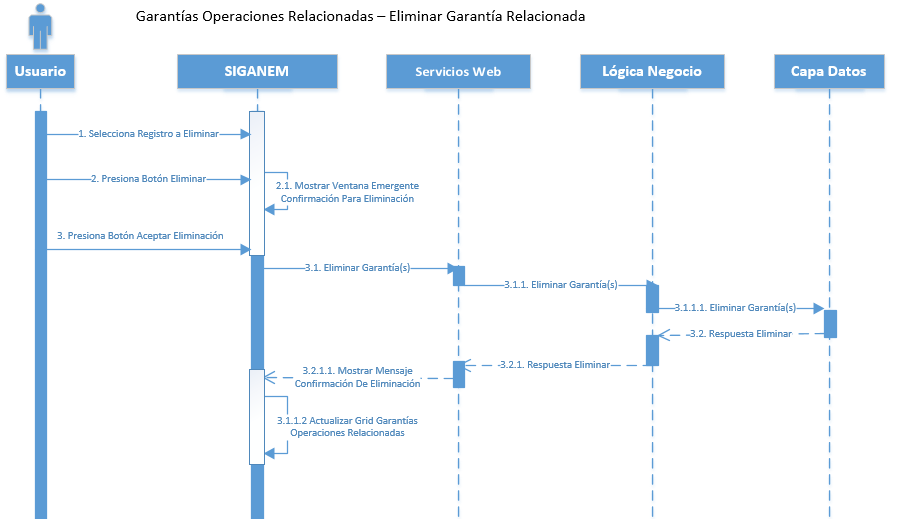 Garantías Operaciones Relacionadas – Eliminar Garantía Relacionada
Usuario
SIGANEM
Servicios Web
Lógica Negocio
Capa Datos
1. Selecciona Registro a Eliminar
2. Presiona Botón Eliminar
2.1. Mostrar Ventana Emergente
Confirmación Para Eliminación
3. Presiona Botón Aceptar Eliminación
3.1. Eliminar Garantía(s)
3.1.1. Eliminar Garantía(s)
3.1.1.1. Eliminar Garantía(s)
3.2. Respuesta Eliminar
3.2.1. Respuesta Eliminar
3.2.1.1. Mostrar Mensaje
Confirmación De Eliminación
3.1.1.2 Actualizar Grid Garantías
Operaciones Relacionadas